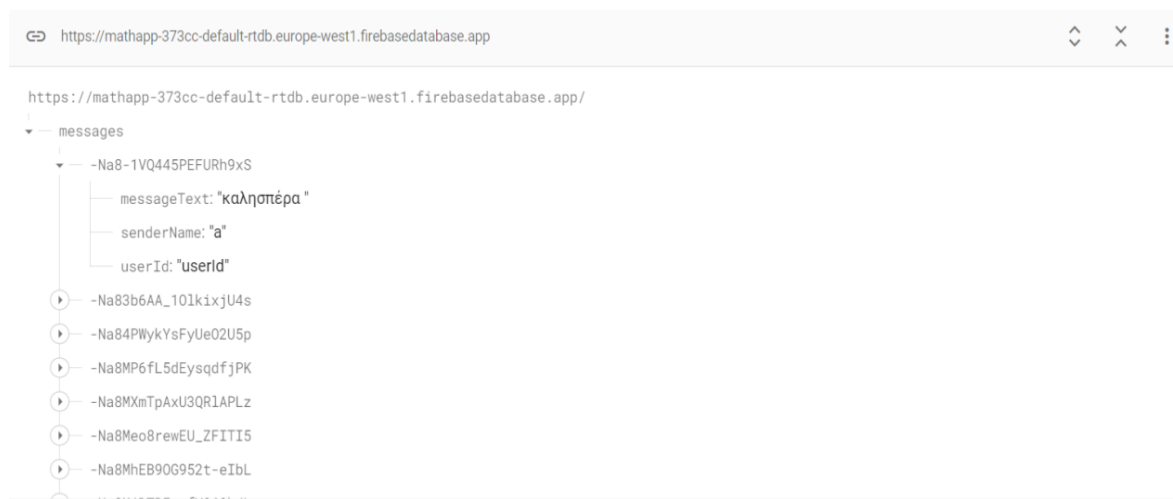 https://mathapp-373cc-default-rtdb.europe-west1.firebasedatabase.app
https://mathapp-373cc-default-rtdb.europe-west1.firebasedatabase.app/
messages
-Na8-1VQ445PEFURh9xS
messageText: "καλησπέρα "
senderName: "a"
userId: "userId"
-Na83b6AA_1OlkixjU4s
-Na84PWykYsFyUeO2U5p
-Na8MP6fL5dEysqdfjPK
-Na8MXmTpAxU3QRlAPLz
-Na8Meo8rewEU_ZFITI5
-Na8MhEB9OG952t-eIbL